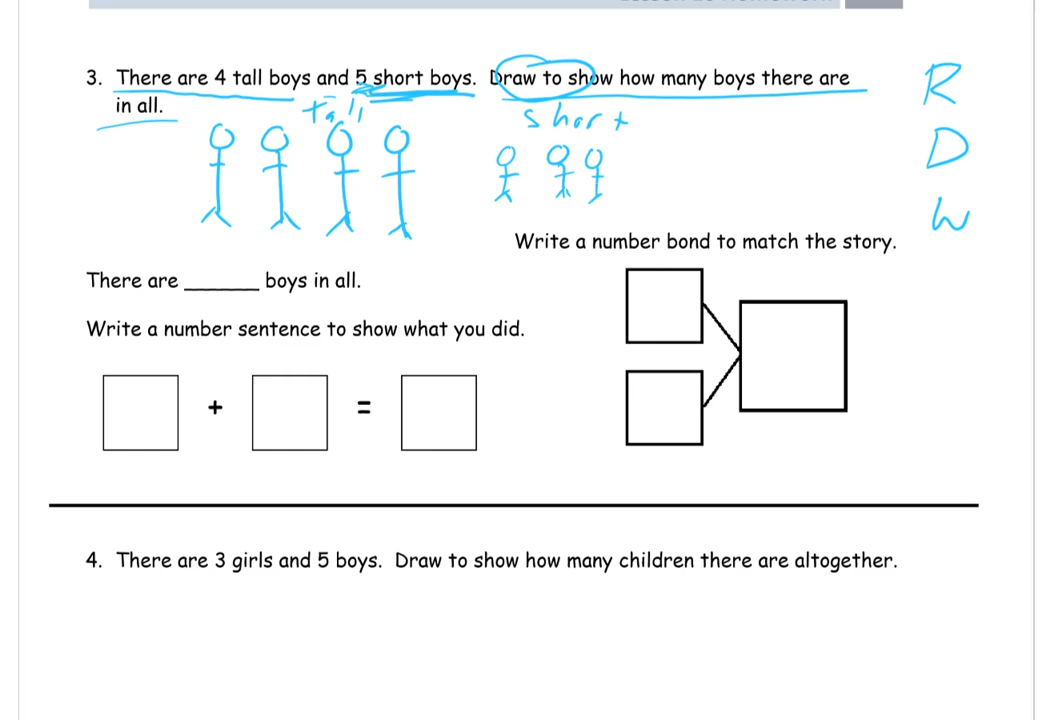 3. There are 4 tall boys and 5 short boys. Draw to show how many boys there are
in all.
Tall
short
R
D
W
Write a number bond to match the story.
There are _______ boys in all.
Write a number sentence to show what you did.
+ =
4. There are 3 girls and 5 boys. Draw to show how many children there are altogether.